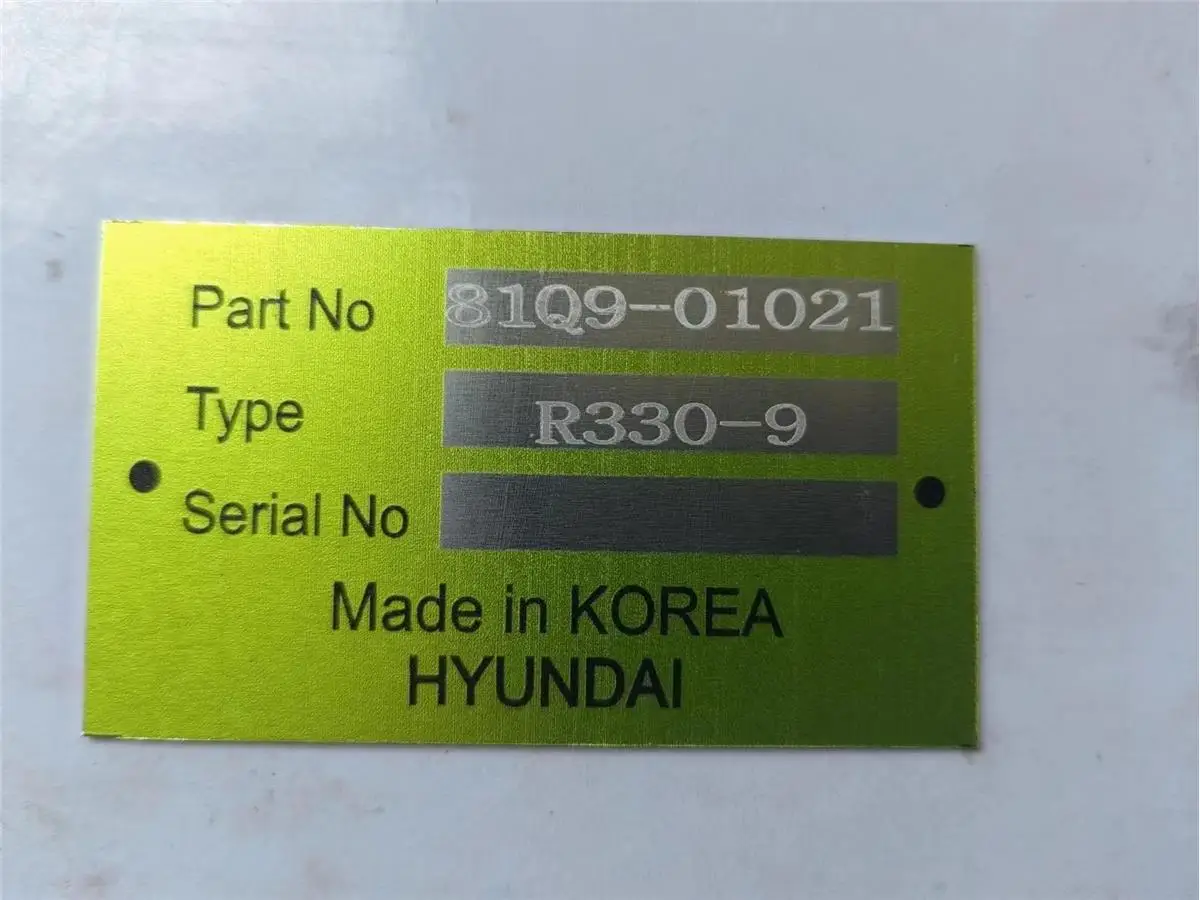 Part No 81Q9-01021
Type R330-9
Serial No
Made in KOREA
HYUNDAI